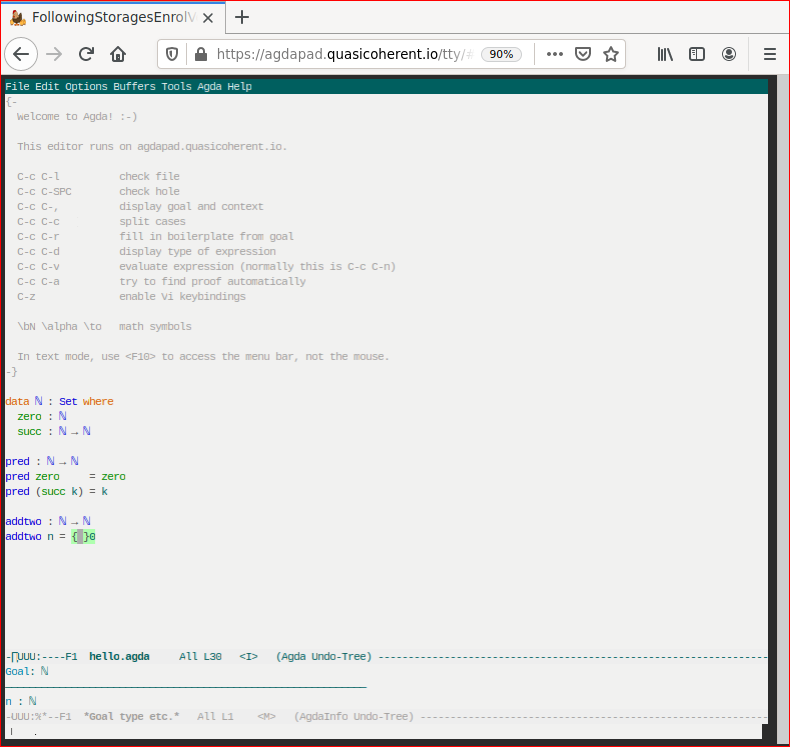 FollowingStoragesEnrolV
https://agdapad.quasicoherent.io/tty/# 90%
File Edit Options Buffers Tools Agda Help
{-
Welcome to Agda! :-)
This editor runs on agdapad.quasicoherent.io.
C-c C-l check file
C-c C-SPC check hole
C-c C-, display goal and context
C-c C-c split cases
C-c C-r fill in boilerplate from goal
C-c C-d display type of expression
C-c C-v evaluate expression (normally this is C-c C-n)
C-c C-a try to find proof automatically
C-z enable Vi keybindings
\bN \alpha \to math symbols
In text mode, use <F10> to access the menu bar, not the mouse.
-}
data ℕ : Set where
zero : ℕ
succ : ℕ → ℕ
pred : ℕ → ℕ
pred zero = zero
pred (succ k) = k
addtwo : ℕ → ℕ
addtwo n = { }0
-∏UUU:----F1 hello.agda All L30 <I> (Agda Undo-Tree) ----------------------------------------------------------------
Goal: ℕ
————————————————————————————————————————————————————————————
n : ℕ
-UUU:%*--F1 *Goal type etc.* All L1 <M> (AgdaInfo Undo-Tree) ----------------------------------------------------------